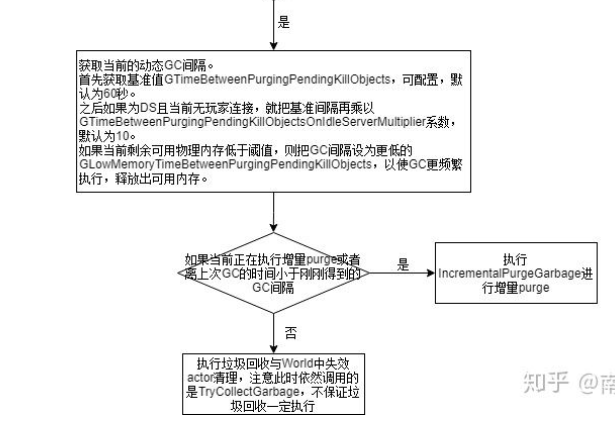 是
获取当前的动态GC间隔。
首先获取基准值GTimeBetweenPurgingPendingKillObjects，可配置，默
认为60秒。
之后如果为DS且当前无玩家连接，就把基准间隔再乘以
GTimeBetweenPurgingPendingKillObjectsOnIdleServerMultiplier系数，
默认为10。
如果当前剩余可用物理内存低于阈值，则把GC间隔设为更低的
GLowMemoryTimeBetweenPurgingPendingKillObjects，以使GC更频繁
执行，释放出可用内存。
如果当前正在执行增量purge或者
离上次GC的时间小于刚刚得到的
GC间隔
是
执行
IncrementalPurgeGarbage进
行增量purge
否
执行垃圾回收与World中失效
actor清理，注意此时依然调用的
是TryCollectGarbage，不保证垃
圾回收一定执行
知乎 @南